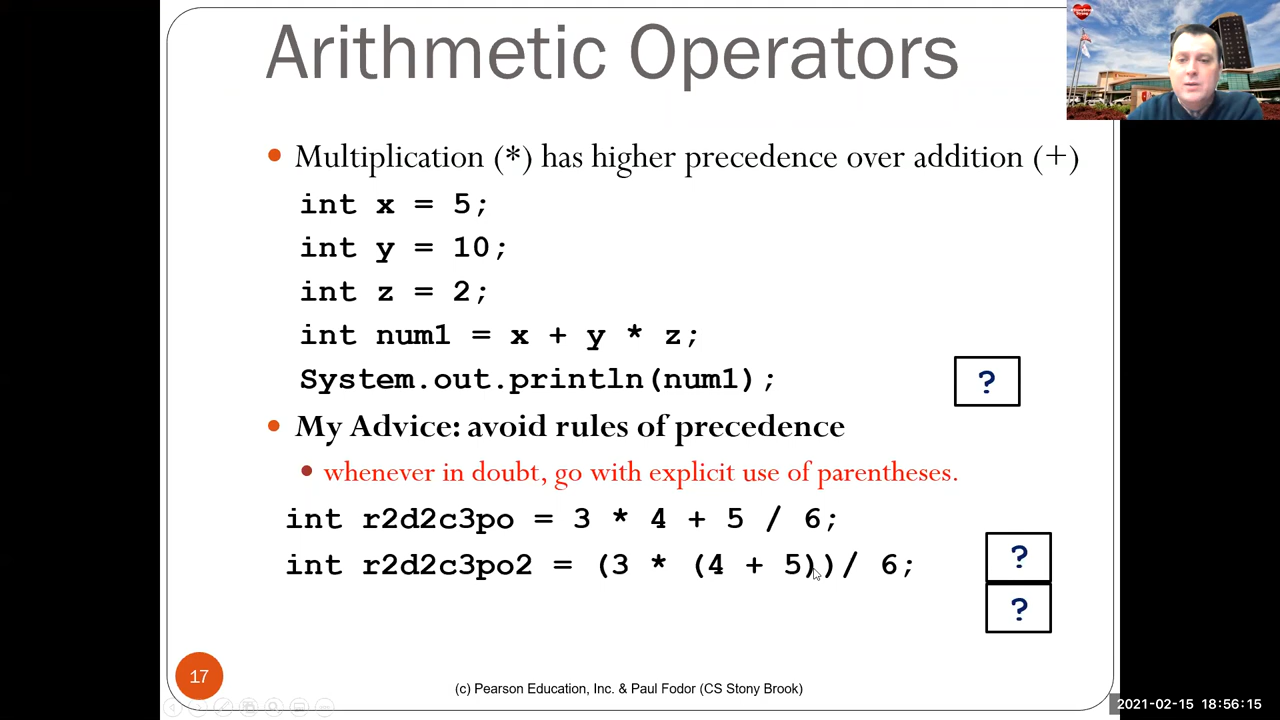 Arithmetic Operators
Multiplication (*) has higher precedence over addition (+)
int x = 5;
int y = 10;
int z = 2;
int num1 = x + y * z;
System.out.println(num1);
?
My Advice: avoid rules of precedence
whenever in doubt, go with explicit use of parentheses.
int r2d2c3po = 3 * 4 + 5 / 6;
?
int r2d2c3po2 = (3 * (4 + 5))/ 6;
?
17
(c) Pearson Education, Inc. & Paul Fodor (CS Stony Brook)
2021-02-15 18:56:15